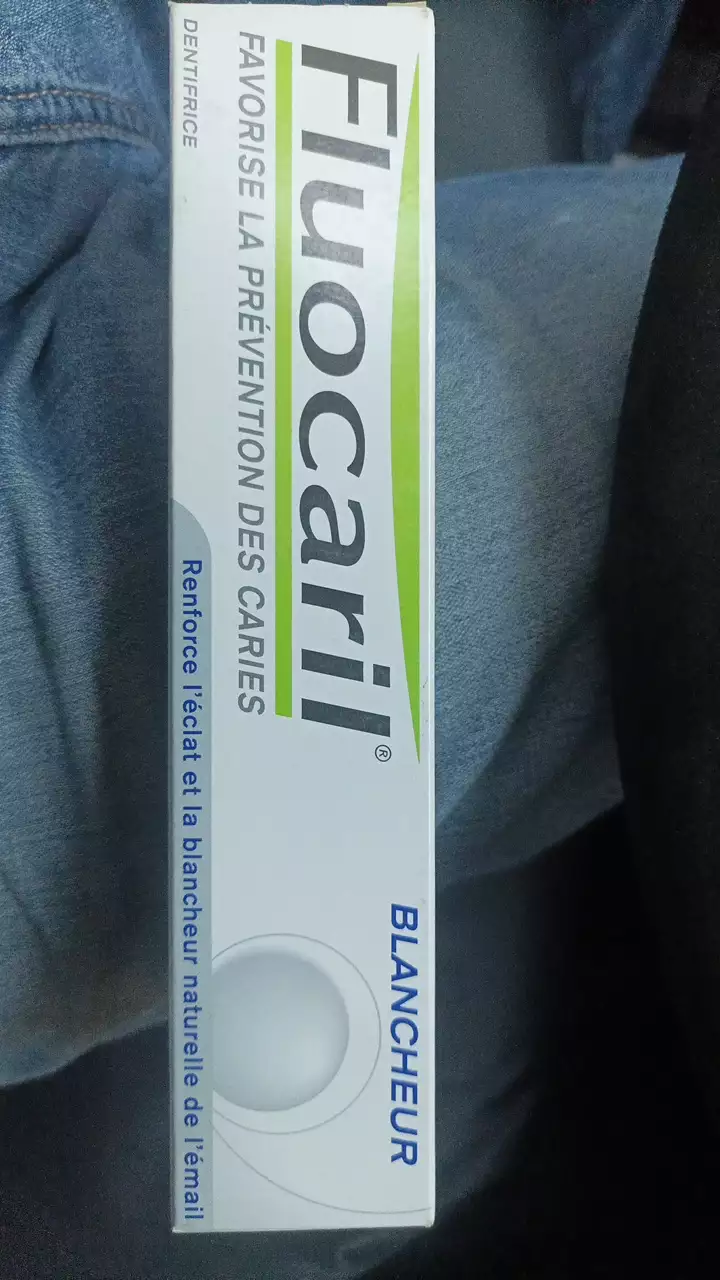 BLANCHEUR
Fluocaril®
FAVORISE LA PRÉVENTION DES CARIES
DENTIFRICE
Renforce l'éclat et la blancheur naturelle de l'émail